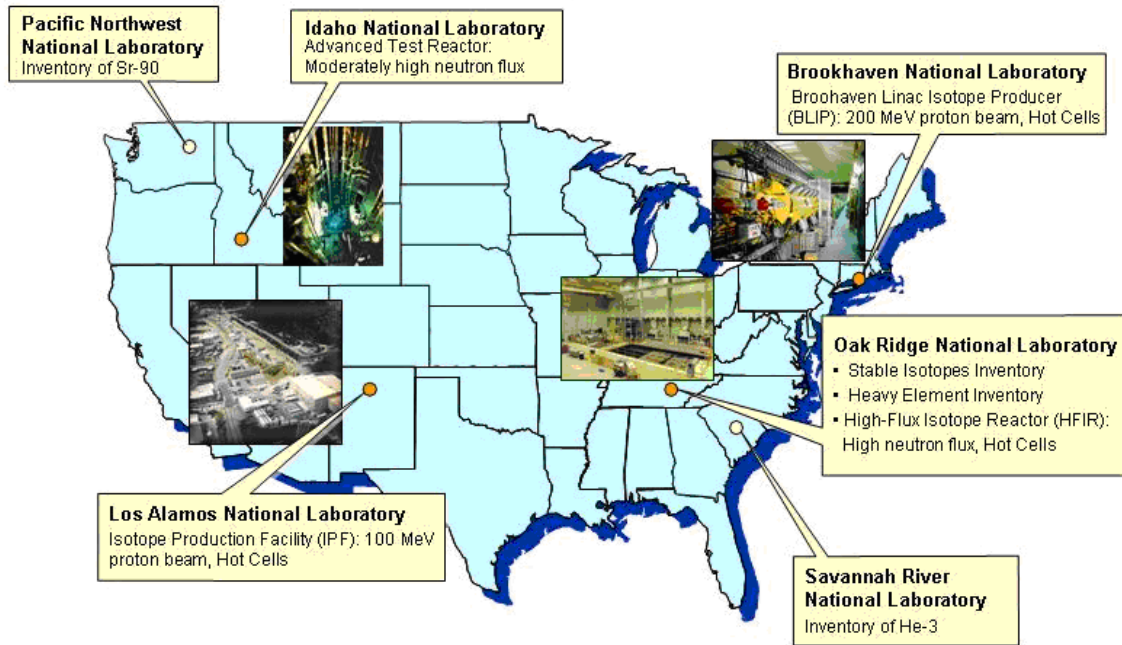 Pacific Northwest
National Laboratory
Inventory of Sr-90
Idaho National Laboratory
Advanced Test Reactor:
Moderately high neutron flux
Brookhaven National Laboratory
Broohaven Linac Isotope Producer
(BLIP): 200 MeV proton beam, Hot Cells
Oak Ridge National Laboratory
▪ Stable Isotopes Inventory
▪ Heavy Element Inventory
▪ High-Flux Isotope Reactor (HFIR):
High neutron flux, Hot Cells
Los Alamos National Laboratory
Isotope Production Facility (IPF): 100 MeV
proton beam, Hot Cells
Savannah River
National Laboratory
Inventory of He-3